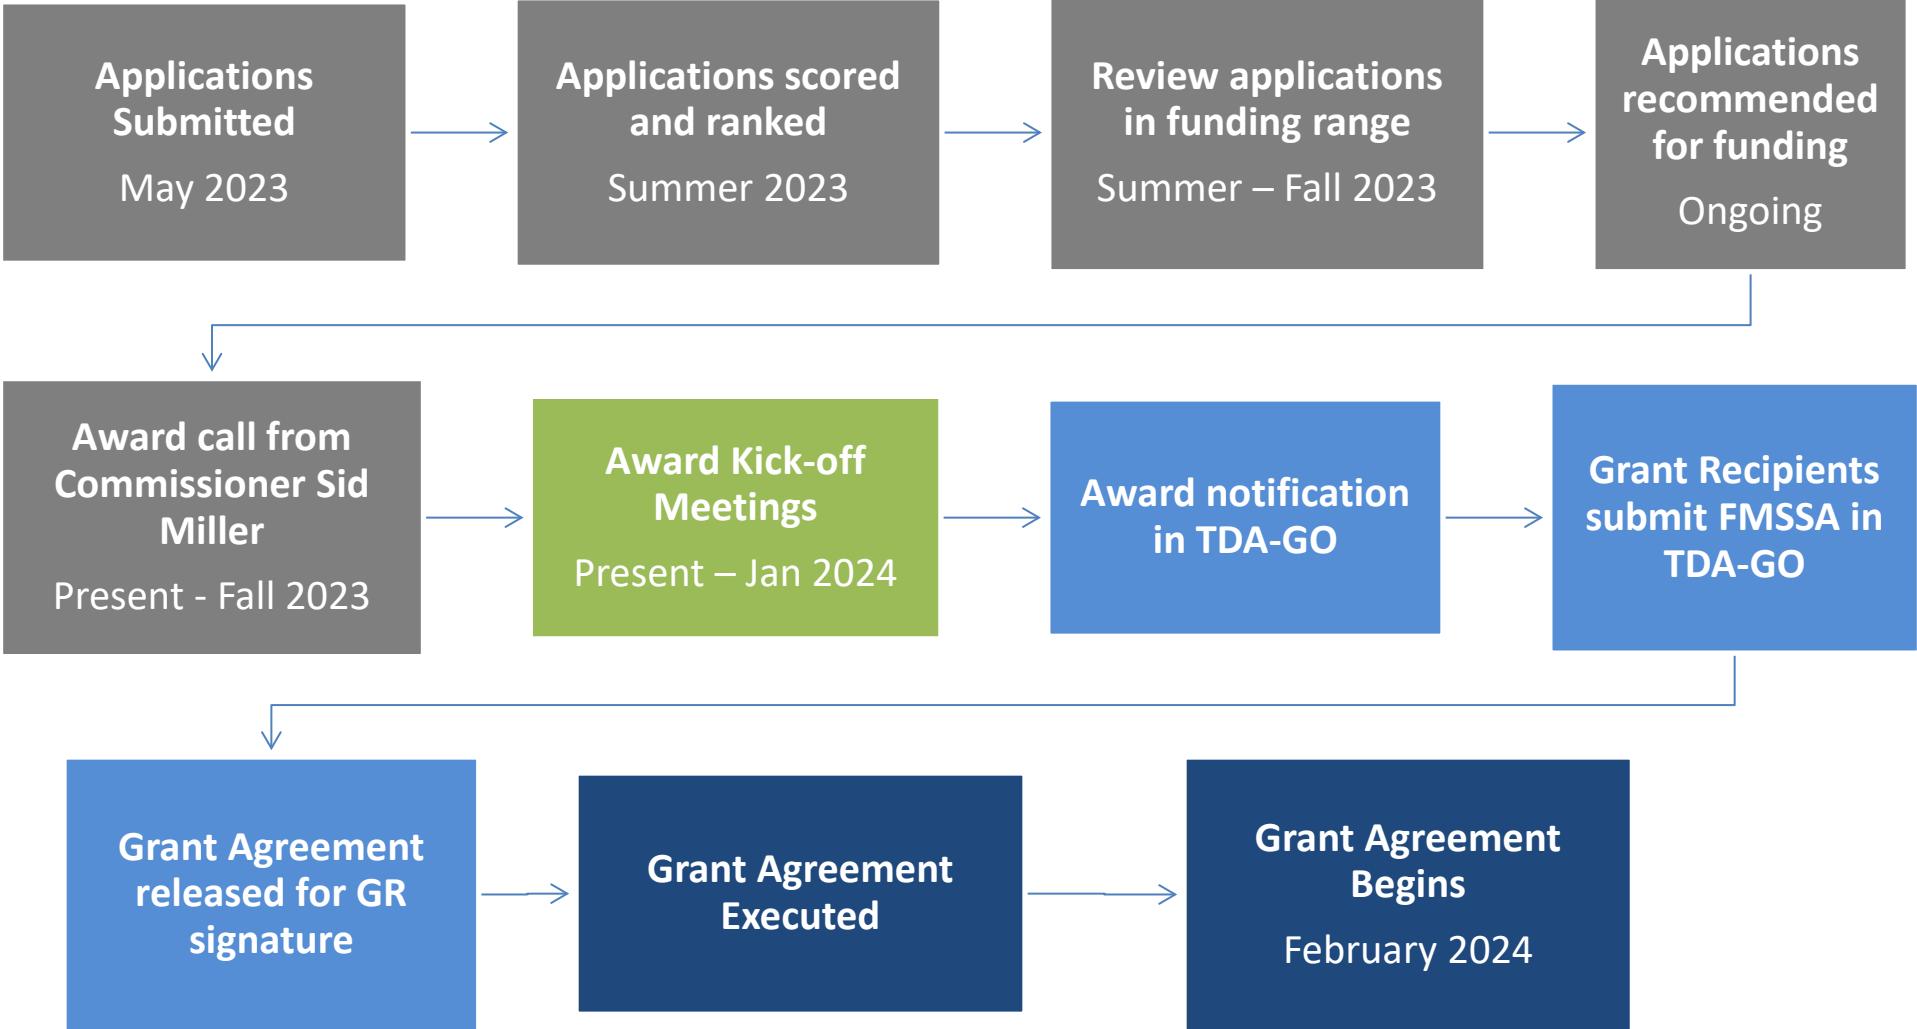 Applications
Submitted
May 2023
Applications scored
and ranked
Summer 2023
Review applications
in funding range
Summer – Fall 2023
Applications
recommended
for funding
Ongoing
Award call from
Commissioner Sid
Miller
Present - Fall 2023
Award Kick-off
Meetings
Present – Jan 2024
Award notification
in TDA-GO
Grant Recipients
submit FMSSA in
TDA-GO
Grant Agreement
released for GR
signature
Grant Agreement
Executed
Grant Agreement
Begins
February 2024